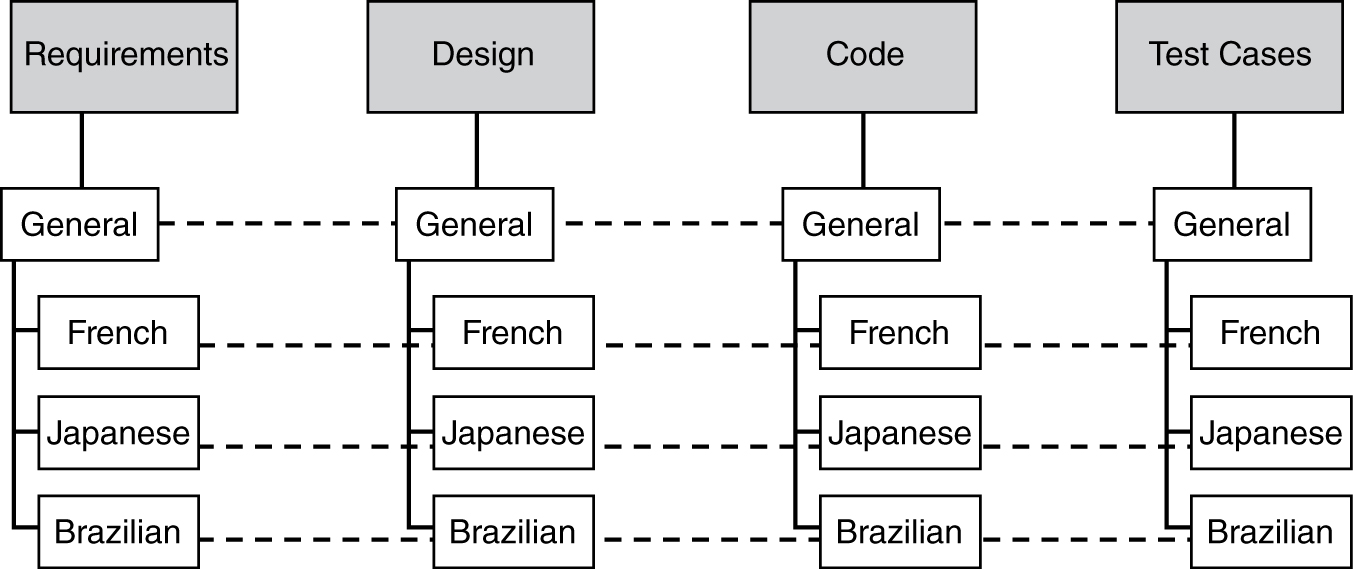 Requirements
Design
Code
Test Cases
General
General
General
General
French
French
French
French
Japanese
Japanese
Japanese
Japanese
Brazilian
Brazilian
Brazilian
Brazilian